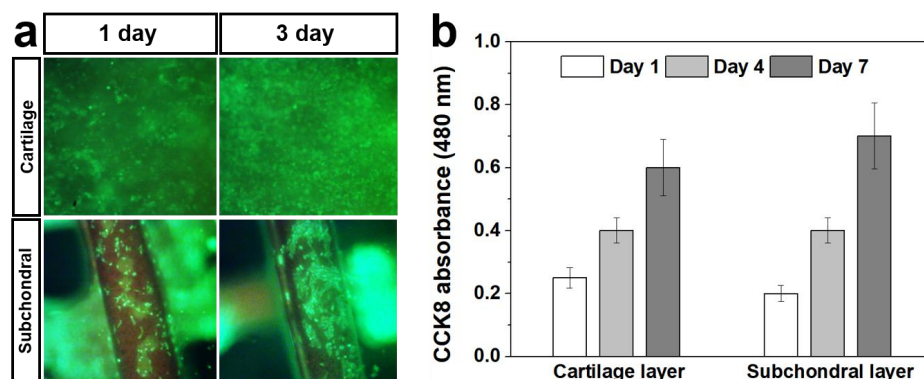 a
1 day
3 day
Cartilage
Subchondral
b
CCK8 absorbance (480 nm)
1.0
0.8
0.6
0.4
0.2
0.0
Day 1
Day 4
Day 7
Cartilage layer
Subchondral layer